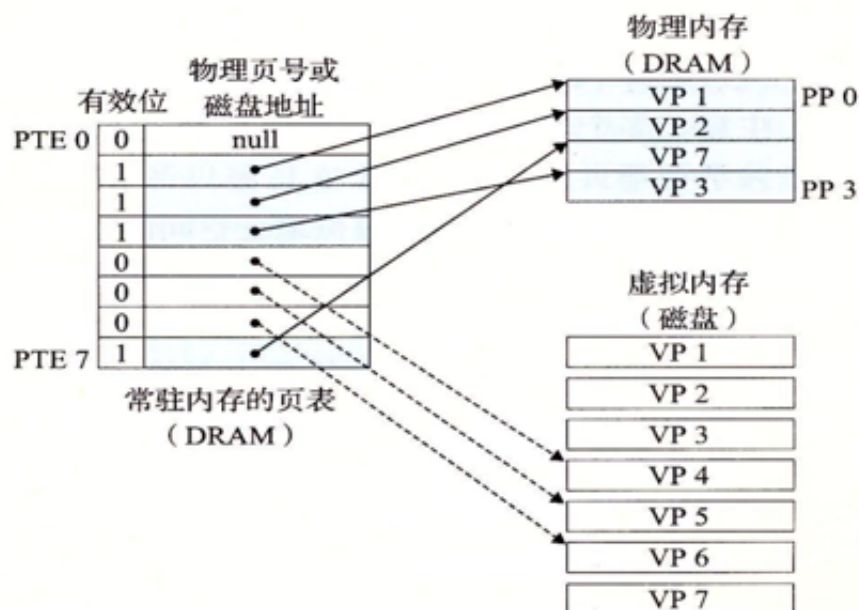 物理页号或
磁盘地址
有效位
PTE 0 0 null
1
1
1
0
0
0
PTE 7 1
常驻内存的页表
（DRAM）
物理内存
（DRAM）
VP 1 PP 0
VP 2
VP 7
VP 3 PP 3
虚拟内存
（磁盘）
VP 1
VP 2
VP 3
VP 4
VP 5
VP 6
VP 7